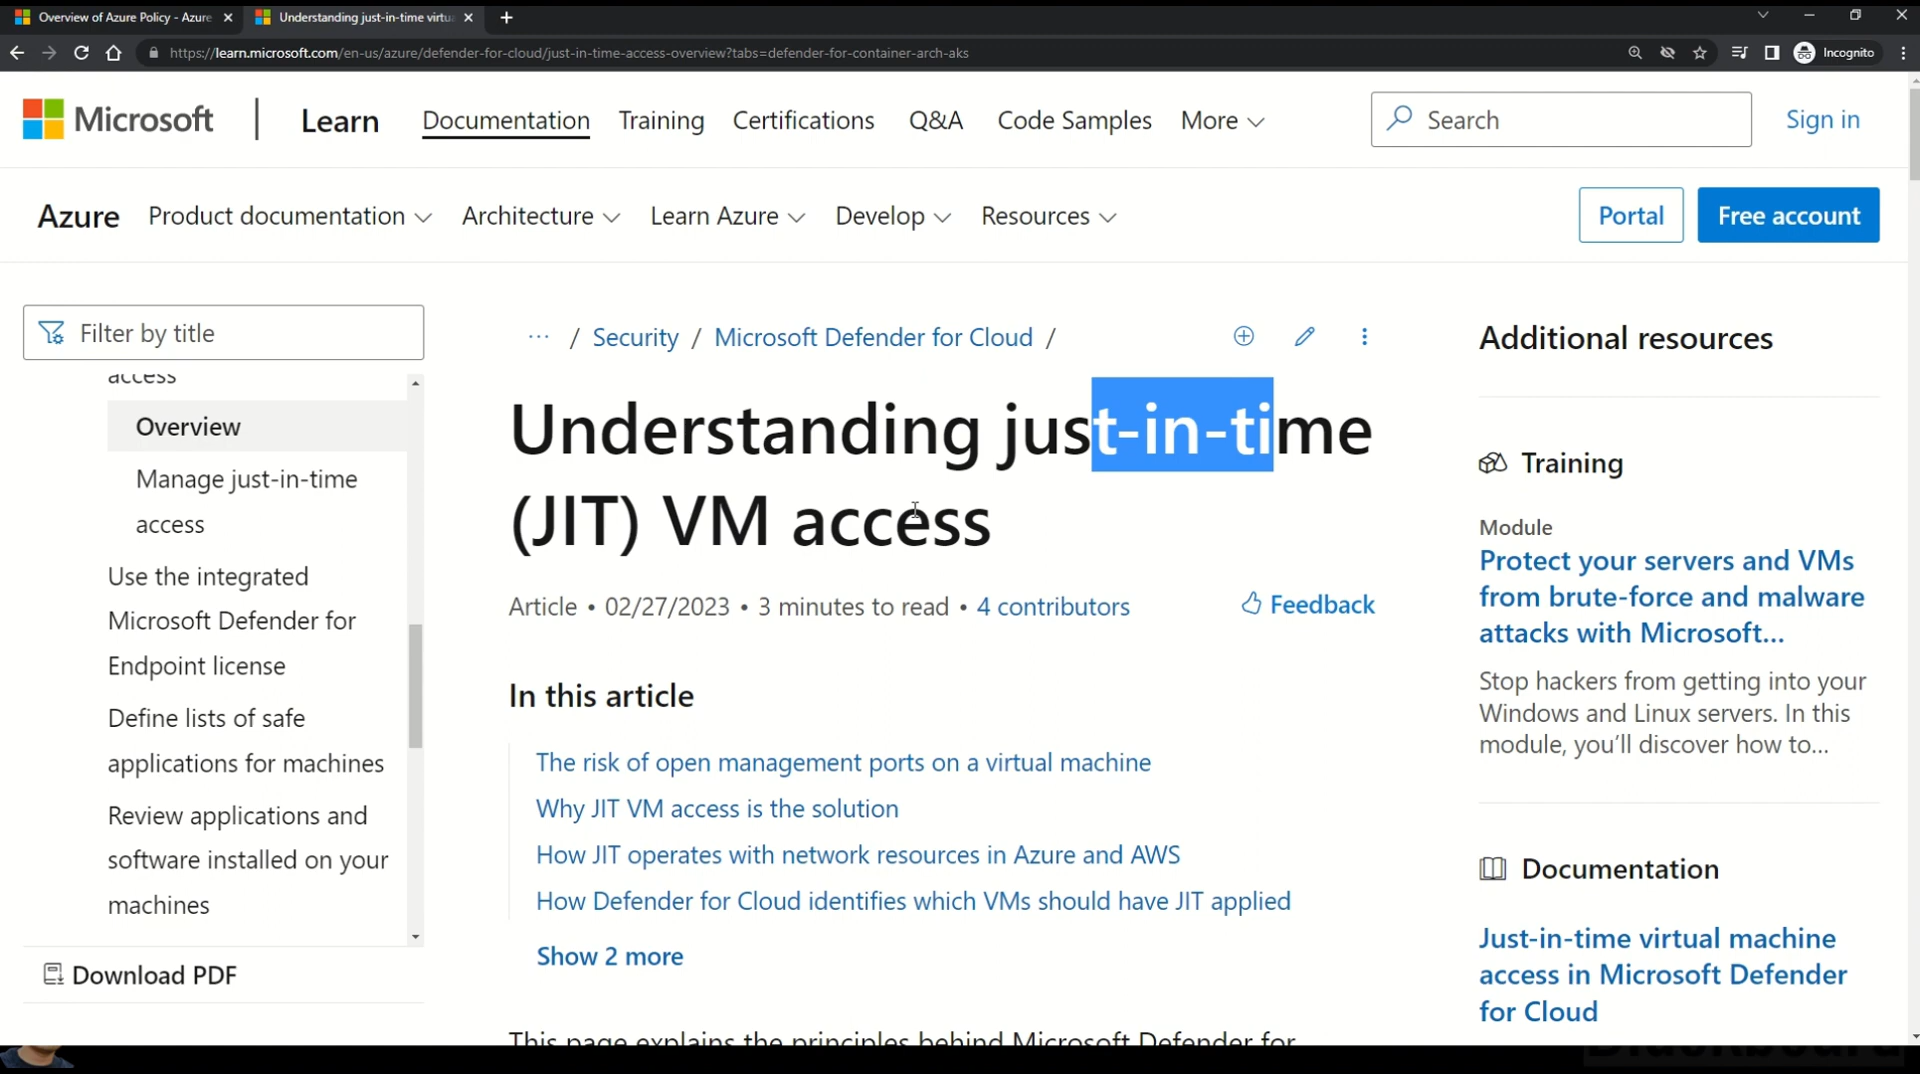 Overview of Azure Policy - Azure
Understanding just-in-time virtu
https://learn.microsoft.com/en-us/azure/defender-for-cloud/just-in-time-access-overview?tabs=defender-for-container-arch-aks
Incognito
Microsoft
Learn
Documentation
Training
Certifications
Q&A
Code Samples
More
Search
Sign in
Azure
Product documentation
Architecture
Learn Azure
Develop
Resources
Portal
Free account
Filter by title
access
Overview
Manage just-in-time
access
Use the integrated
Microsoft Defender for
Endpoint license
Define lists of safe
applications for machines
Review applications and
software installed on your
machines
Download PDF
... / Security / Microsoft Defender for Cloud /
Understanding just-in-time
(JIT) VM access
Article • 02/27/2023 • 3 minutes to read • 4 contributors
Feedback
In this article
The risk of open management ports on a virtual machine
Why JIT VM access is the solution
How JIT operates with network resources in Azure and AWS
How Defender for Cloud identifies which VMs should have JIT applied
Show 2 more
This page explains the principles behind Microsoft Defender for
Additional resources
Training
Module
Protect your servers and VMs
from brute-force and malware
attacks with Microsoft...
Stop hackers from getting into your
Windows and Linux servers. In this
module, you'll discover how to...
Documentation
Just-in-time virtual machine
access in Microsoft Defender
for Cloud